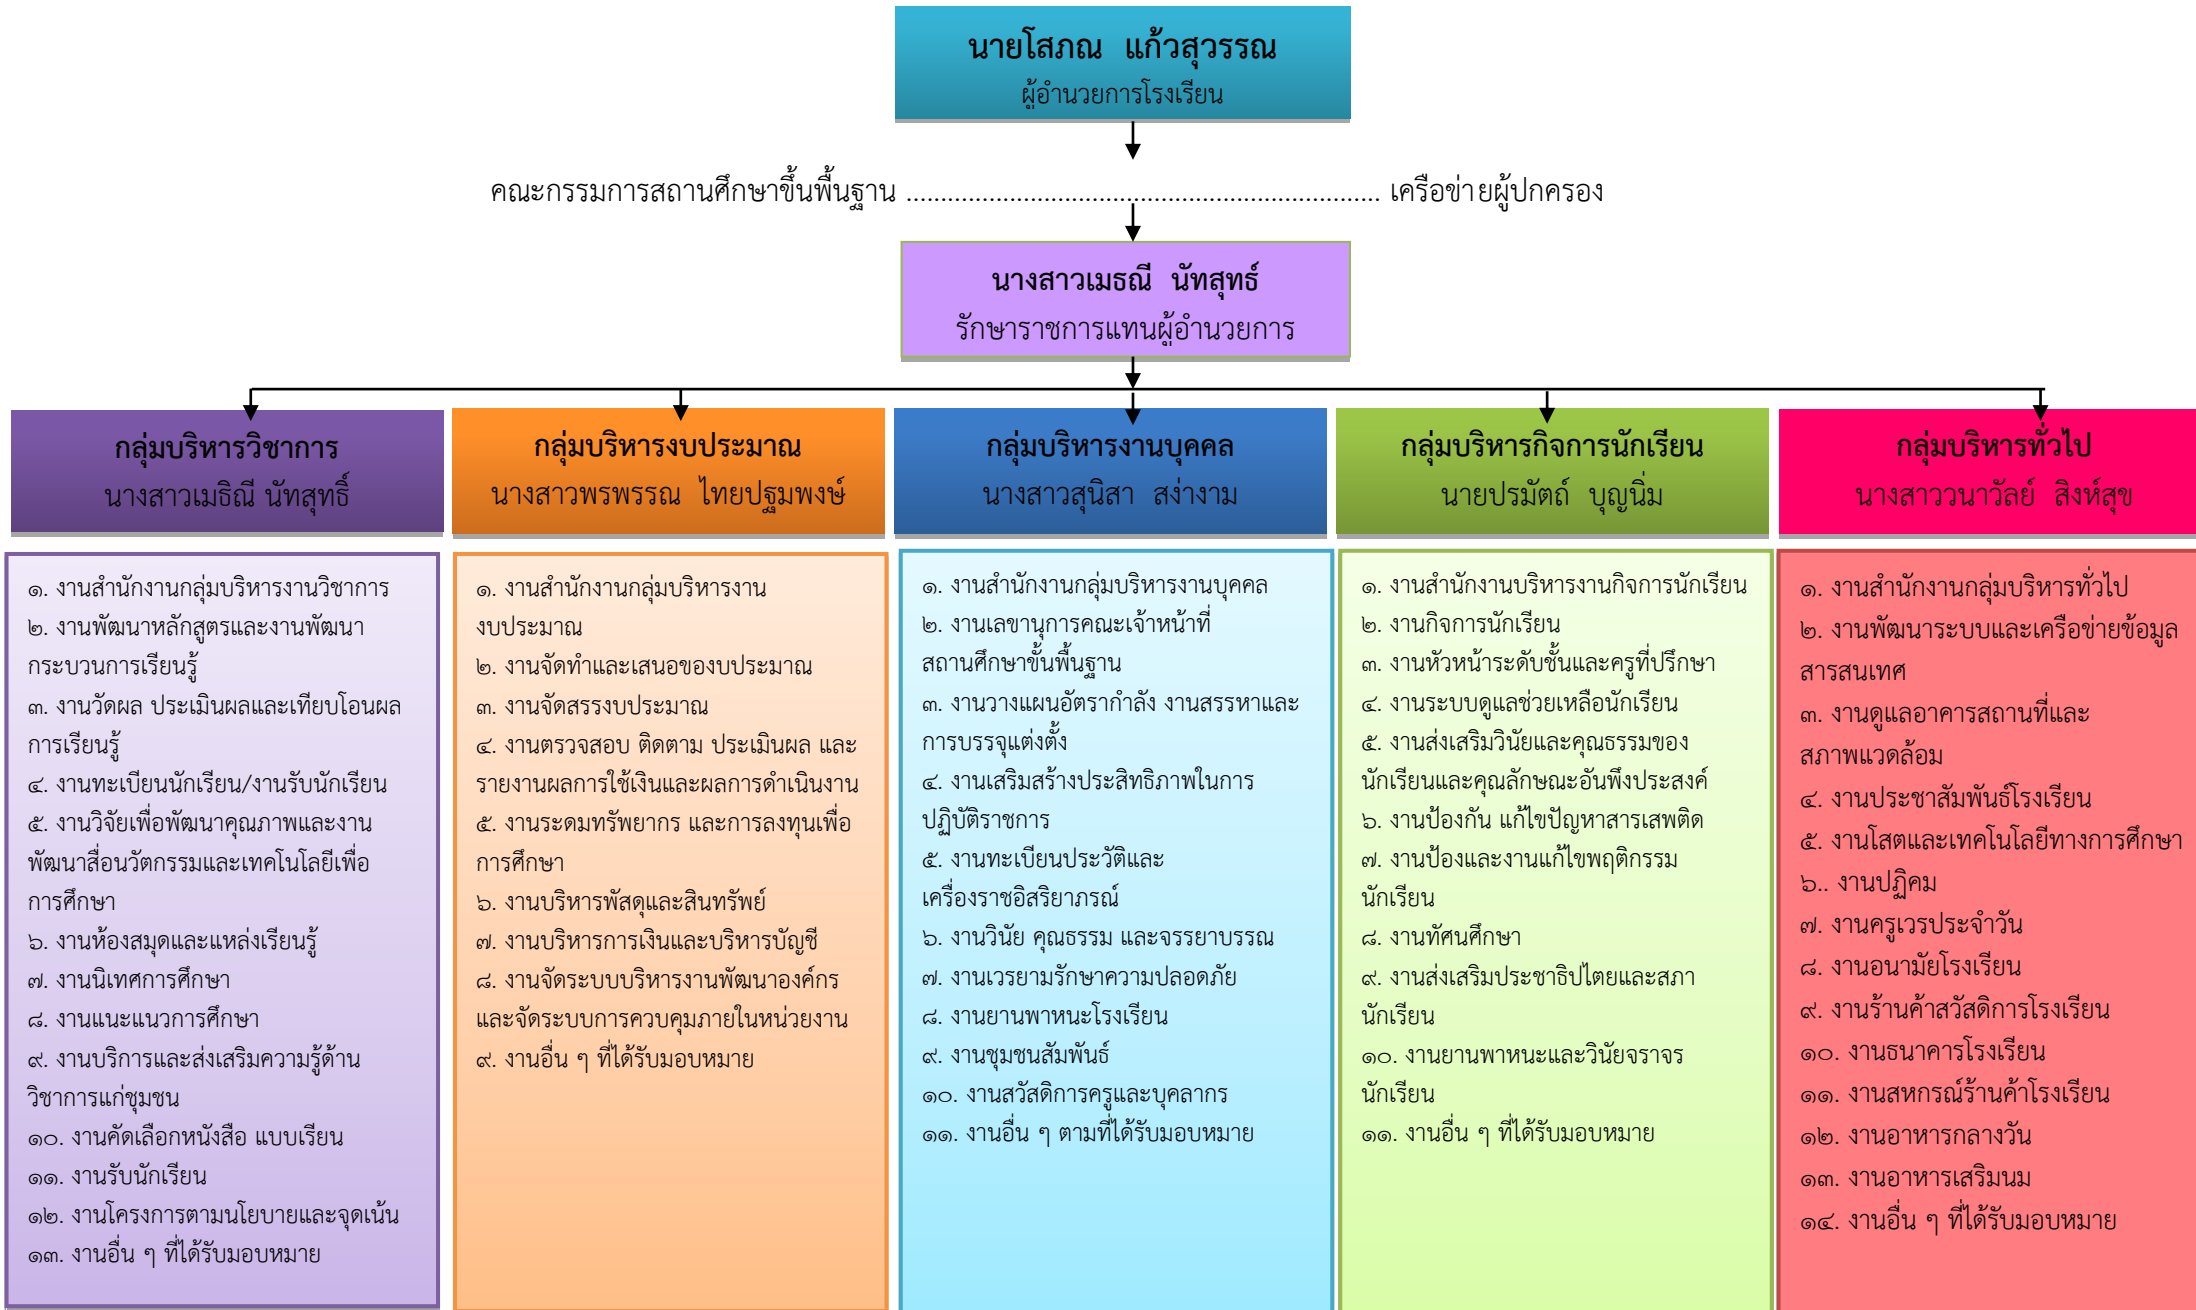 นายโสภณ แก้วสุวรรณ
ผู้อำนวยการโรงเรียน
คณะกรรมการสถานศึกษาขึ้นพื้นฐาน ..................................................................... เครือข่ายผู้ปกครอง
นางสาวเมธณี นัทสุทธ์
รักษาราชการแทนผู้อำนวยการ
กลุ่มบริหารวิชาการ
นางสาวเมธิณี นัทสุทธิ์
กลุ่มบริหารงบประมาณ
นางสาวพรพรรณ ไทยปฐมพงษ์
กลุ่มบริหารงานบุคคล
นางสาวสุนิสา สง่างาม
กลุ่มบริหารกิจการนักเรียน
นายปรมัตถ์ บุญนิ่ม
กลุ่มบริหารทั่วไป
นางสาววนาวัลย์ สิงห์สุข
๑. งานสำนักงานกลุ่มบริหารงานวิชาการ
๒. งานพัฒนาหลักสูตรและงานพัฒนา
กระบวนการเรียนรู้
๓. งานวัดผล ประเมินผลและเทียบโอนผล
การเรียนรู้
๔. งานทะเบียนนักเรียน/งานรับนักเรียน
๕. งานวิจัยเพื่อพัฒนาคุณภาพและงาน
พัฒนาสื่อนวัตกรรมและเทคโนโลยีเพื่อ
การศึกษา
๖. งานห้องสมุดและแหล่งเรียนรู้
๗. งานนิเทศการศึกษา
๘. งานแนะแนวการศึกษา
๙. งานบริการและส่งเสริมความรู้ด้าน
วิชาการแก่ชุมชน
๑๐. งานคัดเลือกหนังสือ แบบเรียน
๑๑. งานรับนักเรียน
๑๒. งานโครงการตามนโยบายและจุดเน้น
๑๓. งานอื่น ๆ ที่ได้รับมอบหมาย
๑. งานสำนักงานกลุ่มบริหารงาน
งบประมาณ
๒. งานจัดทำและเสนอของบประมาณ
๓. งานจัดสรรงบประมาณ
๔. งานตรวจสอบ ติดตาม ประเมินผล และ
รายงานผลการใช้เงินและผลการดำเนินงาน
๕. งานระดมทรัพยากร และการลงทุนเพื่อ
การศึกษา
๖. งานบริหารพัสดุและสินทรัพย์
๗. งานบริหารการเงินและบริหารบัญชี
๘. งานจัดระบบบริหารงานพัฒนาองค์กร
และจัดระบบการควบคุมภายในหน่วยงาน
๙. งานอื่น ๆ ที่ได้รับมอบหมาย
๑. งานสำนักงานกลุ่มบริหารงานบุคคล
๒. งานเลขานุการคณะเจ้าหน้าที่
สถานศึกษาขั้นพื้นฐาน
๓. งานวางแผนอัตรากำลัง งานสรรหาและ
การบรรจุแต่งตั้ง
๔. งานเสริมสร้างประสิทธิภาพในการ
ปฏิบัติราชการ
๕. งานทะเบียนประวัติและ
เครื่องราชอิสริยาภรณ์
๖. งานวินัย คุณธรรม และจรรยาบรรณ
๗. งานเวรยามรักษาความปลอดภัย
๘. งานยานพาหนะโรงเรียน
๙. งานชุมชนสัมพันธ์
๑๐. งานสวัสดิการครูและบุคลากร
๑๑. งานอื่น ๆ ตามที่ได้รับมอบหมาย
๑. งานสำนักงานบริหารงานกิจการนักเรียน
๒. งานกิจการนักเรียน
๓. งานหัวหน้าระดับชั้นและครูที่ปรึกษา
๔. งานระบบดูแลช่วยเหลือนักเรียน
๕. งานส่งเสริมวินัยและคุณธรรมของ
นักเรียนและคุณลักษณะอันพึงประสงค์
๖. งานป้องกัน แก้ไขปัญหาสารเสพติด
๗. งานป้องและงานแก้ไขพฤติกรรม
นักเรียน
๘. งานทัศนศึกษา
๙. งานส่งเสริมประชาธิปไตยและสภา
นักเรียน
๑๐. งานยานพาหนะและวินัยจราจร
นักเรียน
๑๑. งานอื่น ๆ ที่ได้รับมอบหมาย
๑. งานสำนักงานกลุ่มบริหารทั่วไป
๒. งานพัฒนาระบบและเครือข่ายข้อมูล
สารสนเทศ
๓. งานดูแลอาคารสถานที่และ
สภาพแวดล้อม
๔. งานประชาสัมพันธ์โรงเรียน
๕. งานโสตและเทคโนโลยีทางการศึกษา
๖.. งานปฏิคม
๗. งานครูเวรประจำวัน
๘. งานอนามัยโรงเรียน
๙. งานร้านค้าสวัสดิการโรงเรียน
๑๐. งานธนาคารโรงเรียน
๑๑. งานสหกรณ์ร้านค้าโรงเรียน
๑๒. งานอาหารกลางวัน
๑๓. งานอาหารเสริมนม
๑๔. งานอื่น ๆ ที่ได้รับมอบหมาย